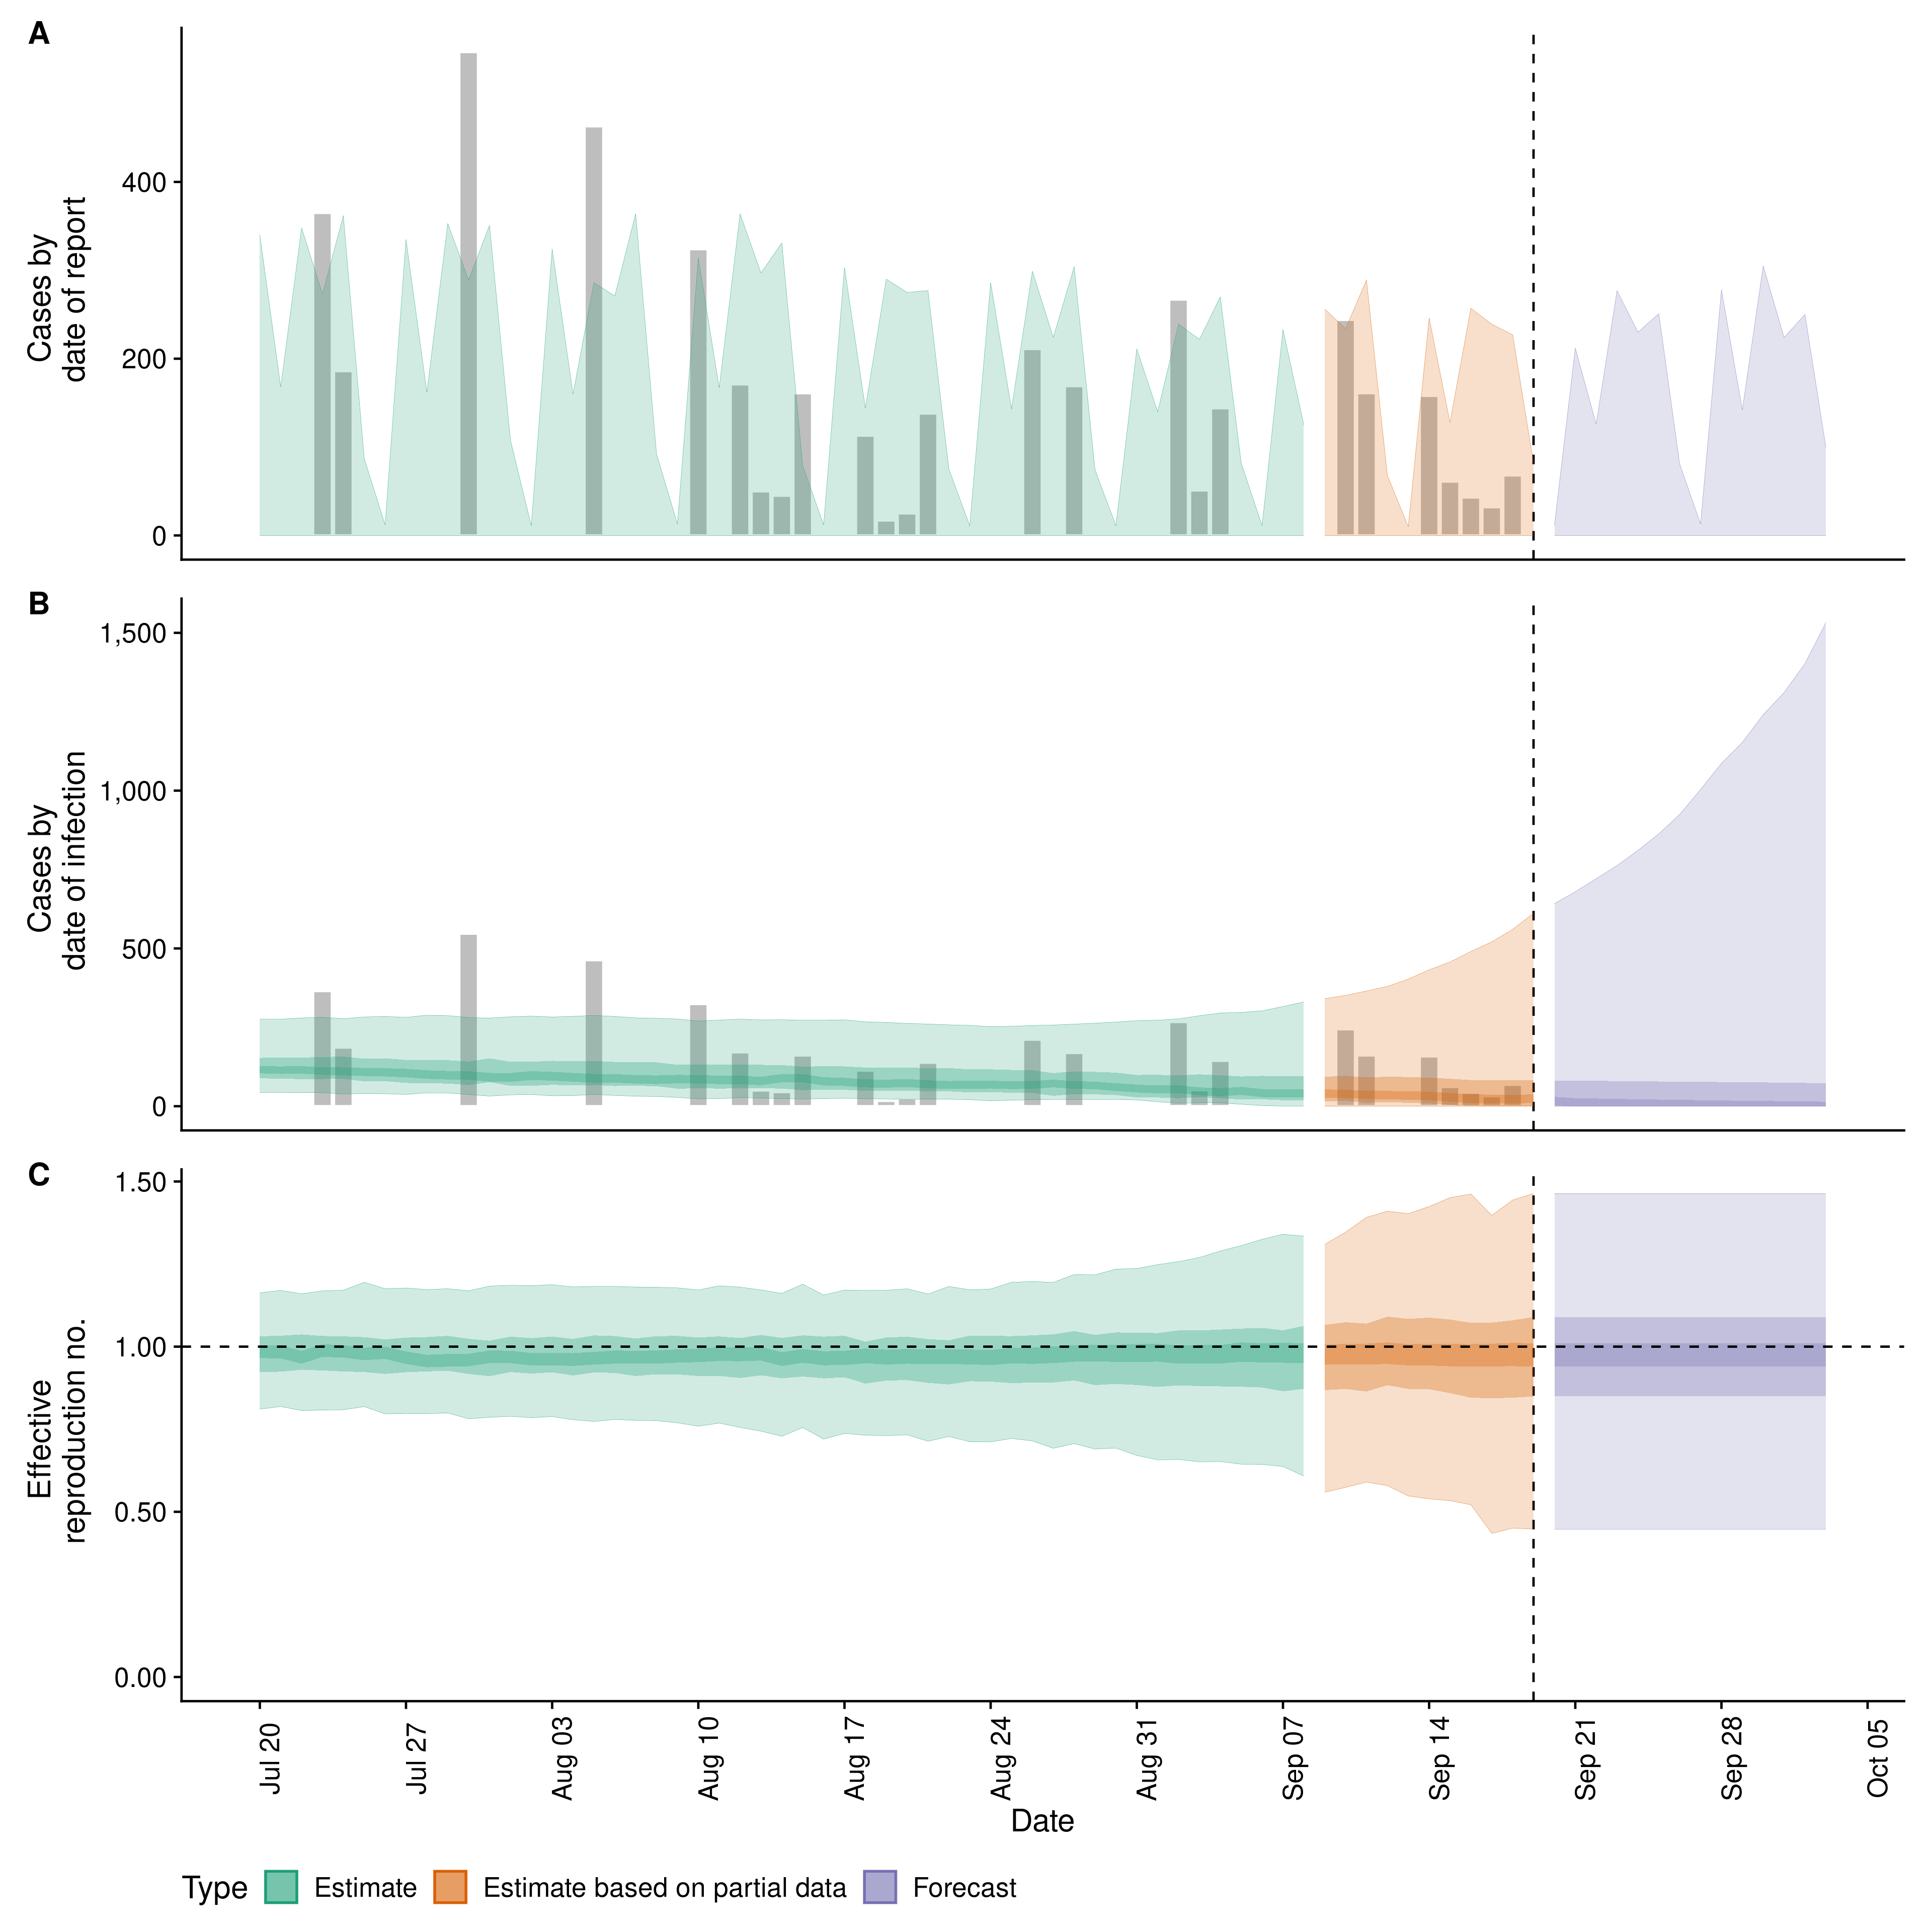 A
Cases by
date of report
400
200
0
B
Cases by
date of infection
1,500
1,000
500
0
C
Effective
reproduction no.
1.50
1.00
0.50
0.00
Jul 20
Jul 27
Aug 03
Aug 10
Aug 17
Aug 24
Aug 31
Sep 07
Sep 14
Sep 21
Sep 28
Oct 05
Date
Type Estimate Estimate based on partial data Forecast